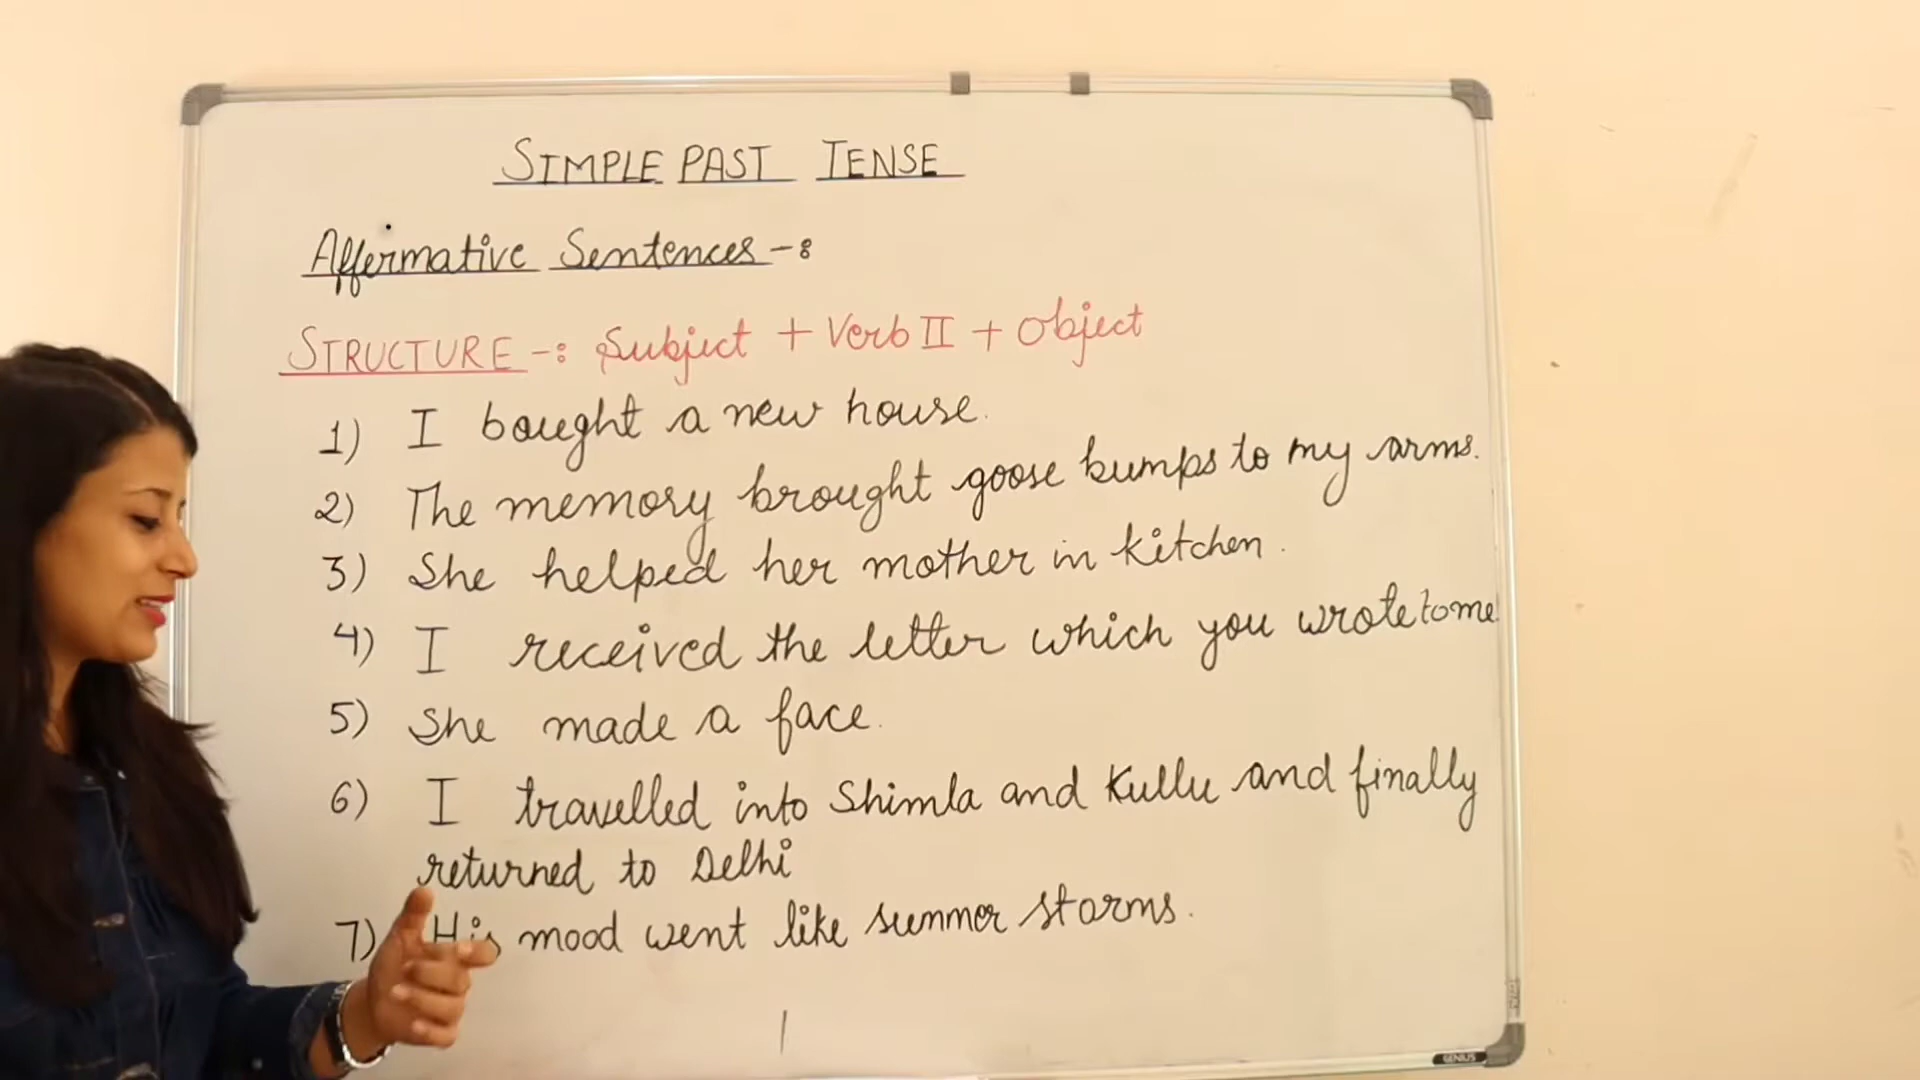 SIMPLE PAST TENSE
Affirmative Sentences -:
STRUCTURE -: Subject + Verb II + Object
1) I bought a new house.
2) The memory brought goose bumps to my arms.
3) She helped her mother in kitchen.
4) I received the letter which you wrote to me
5) She made a face.
6) I travelled into Shimla and Kullu and finally
returned to Delhi
7) His mood went like summer storms.
GENIUS